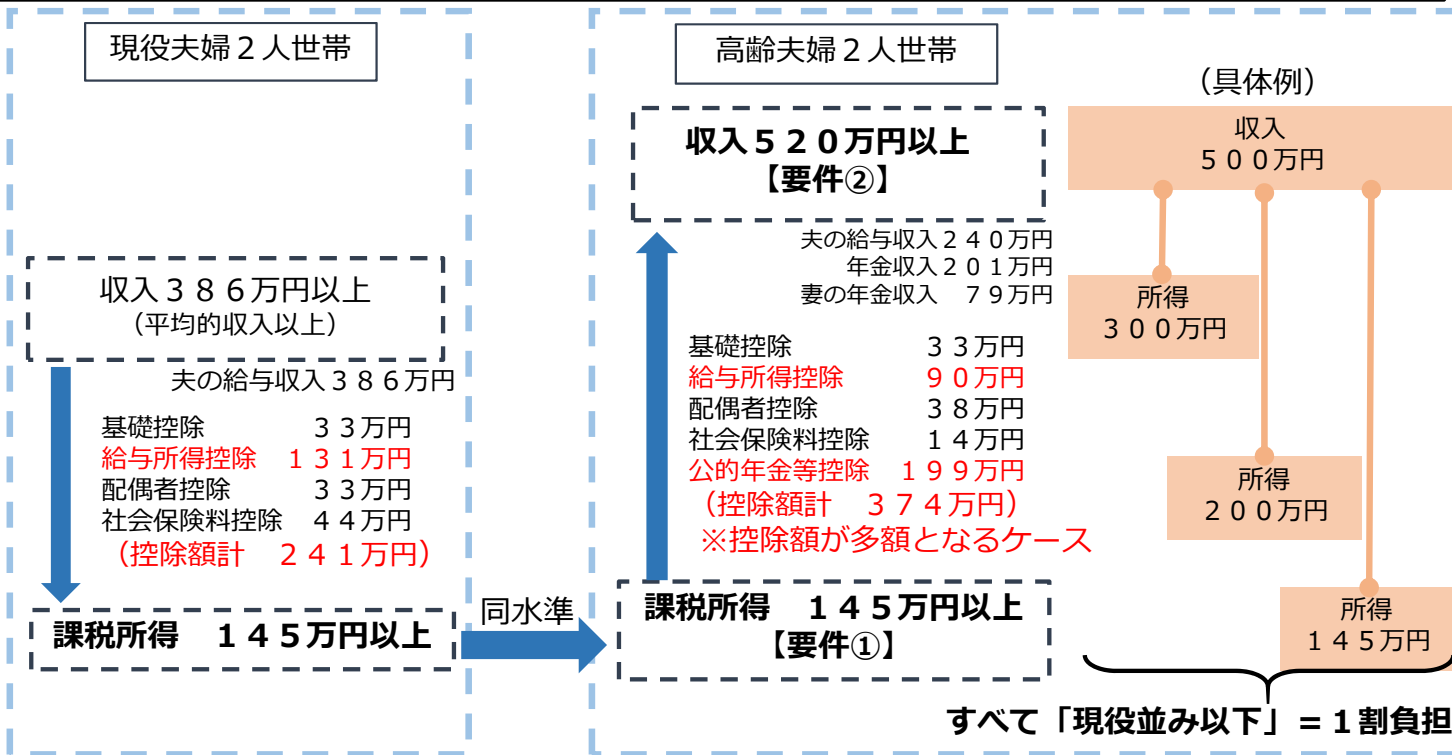 現役夫婦２人世帯
収入３８６万円以上
（平均的収入以上）
夫の給与収入３８６万円
基礎控除　３３万円
給与所得控除　１３１万円
配偶者控除　３３万円
社会保険料控除　４４万円
（控除額計　２４１万円）
課税所得　１４５万円以上
同水準
高齢夫婦２人世帯
収入５２０万円以上
【要件②】
夫の給与収入２４０万円
年金収入２０１万円
妻の年金収入　７９万円
基礎控除　３３万円
給与所得控除　９０万円
配偶者控除　３８万円
社会保険料控除　１４万円
公的年金等控除　１９９万円
（控除額計　３７４万円）
※控除額が多額となるケース
課税所得　１４５万円以上
【要件①】
（具体例）
収入
５００万円
所得
３００万円
所得
２００万円
所得
１４５万円
すべて「現役並み以下」＝１割負担